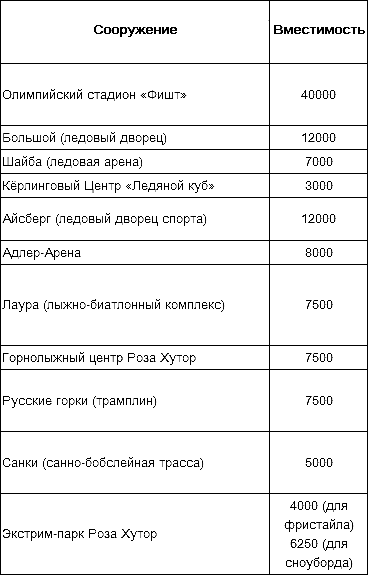 Сооружение Вместимость
Олимпийский стадион «Фишт» 40000
Большой (ледовый дворец) 12000
Шайба (ледовая арена) 7000
Кёрлинговый Центр «Ледяной куб» 3000
Айсберг (ледовый дворец спорта) 12000
Адлер-Арена 8000
Лаура (лыжно-биатлонный комплекс) 7500
Горнолыжный центр Роза Хутор 7500
Русские горки (трамплин) 7500
Санки (санно-бобслейная трасса) 5000
Экстрим-парк Роза Хутор 4000 (для
фристайла)
6250 (для
сноуборда)